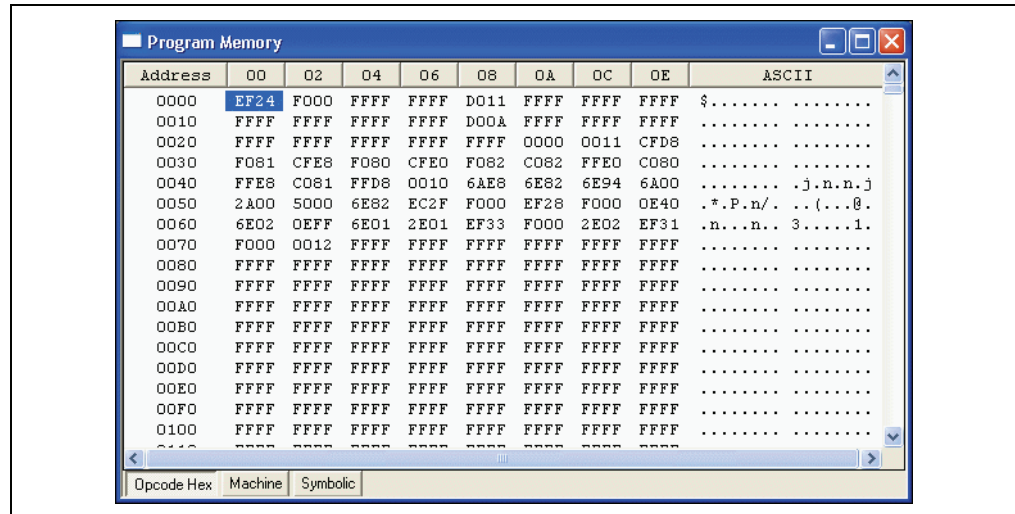 Program Memory
Address 00 02 04 06 08 0A 0C 0E ASCII
0000 EF24 F000 FFFF FFFF D011 FFFF FFFF FFFF $....... ........
0010 FFFF FFFF FFFF FFFF D00A FFFF FFFF FFFF ........ ........
0020 FFFF FFFF FFFF FFFF FFFF 0000 0011 CFD8 ........ ........
0030 F081 CFE8 F080 CFE0 F082 C082 FFE0 C080 ........ ........
0040 FFE8 C081 FFD8 0010 6AE8 6E82 6E94 6A00 ........ .j.n.n.j
0050 2A00 5000 6E82 EC2F F000 EF28 F000 0E40 .*.P.n/. ..(...@.
0060 6E02 0EFF 6E01 2E01 EF33 F000 2E02 EF31 .n...n.. 3.....1.
0070 F000 0012 FFFF FFFF FFFF FFFF FFFF FFFF ........ ........
0080 FFFF FFFF FFFF FFFF FFFF FFFF FFFF FFFF ........ ........
0090 FFFF FFFF FFFF FFFF FFFF FFFF FFFF FFFF ........ ........
00A0 FFFF FFFF FFFF FFFF FFFF FFFF FFFF FFFF ........ ........
00B0 FFFF FFFF FFFF FFFF FFFF FFFF FFFF FFFF ........ ........
00C0 FFFF FFFF FFFF FFFF FFFF FFFF FFFF FFFF ........ ........
00D0 FFFF FFFF FFFF FFFF FFFF FFFF FFFF FFFF ........ ........
00E0 FFFF FFFF FFFF FFFF FFFF FFFF FFFF FFFF ........ ........
00F0 FFFF FFFF FFFF FFFF FFFF FFFF FFFF FFFF ........ ........
0100 FFFF FFFF FFFF FFFF FFFF FFFF FFFF FFFF ........ ........
Opcode Hex Machine Symbolic